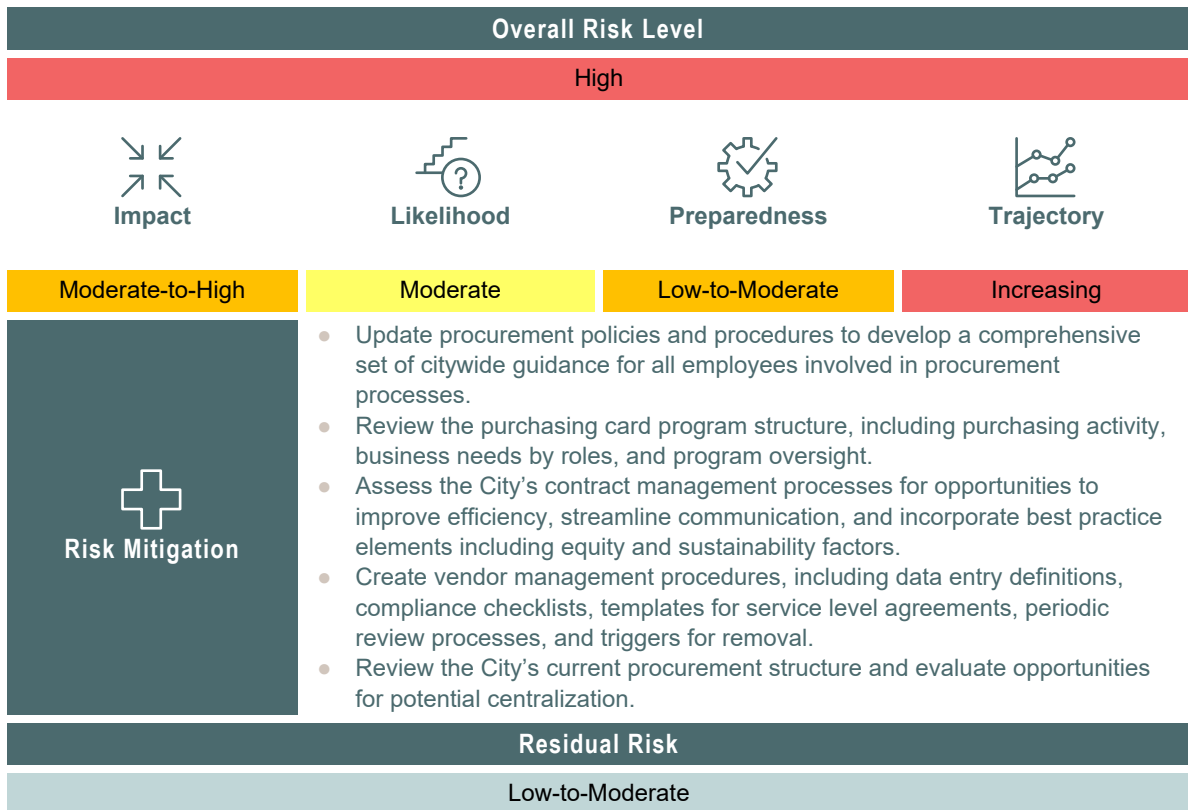 Overall Risk Level
High
?
Impact
Likelihood
Preparedness
Trajectory
Moderate-to-High
Moderate
Low-to-Moderate
Increasing
Risk Mitigation
● Update procurement policies and procedures to develop a comprehensive
set of citywide guidance for all employees involved in procurement
processes.
● Review the purchasing card program structure, including purchasing activity,
business needs by roles, and program oversight.
● Assess the City’s contract management processes for opportunities to
improve efficiency, streamline communication, and incorporate best practice
elements including equity and sustainability factors.
● Create vendor management procedures, including data entry definitions,
compliance checklists, templates for service level agreements, periodic
review processes, and triggers for removal.
● Review the City’s current procurement structure and evaluate opportunities
for potential centralization.
Residual Risk
Low-to-Moderate